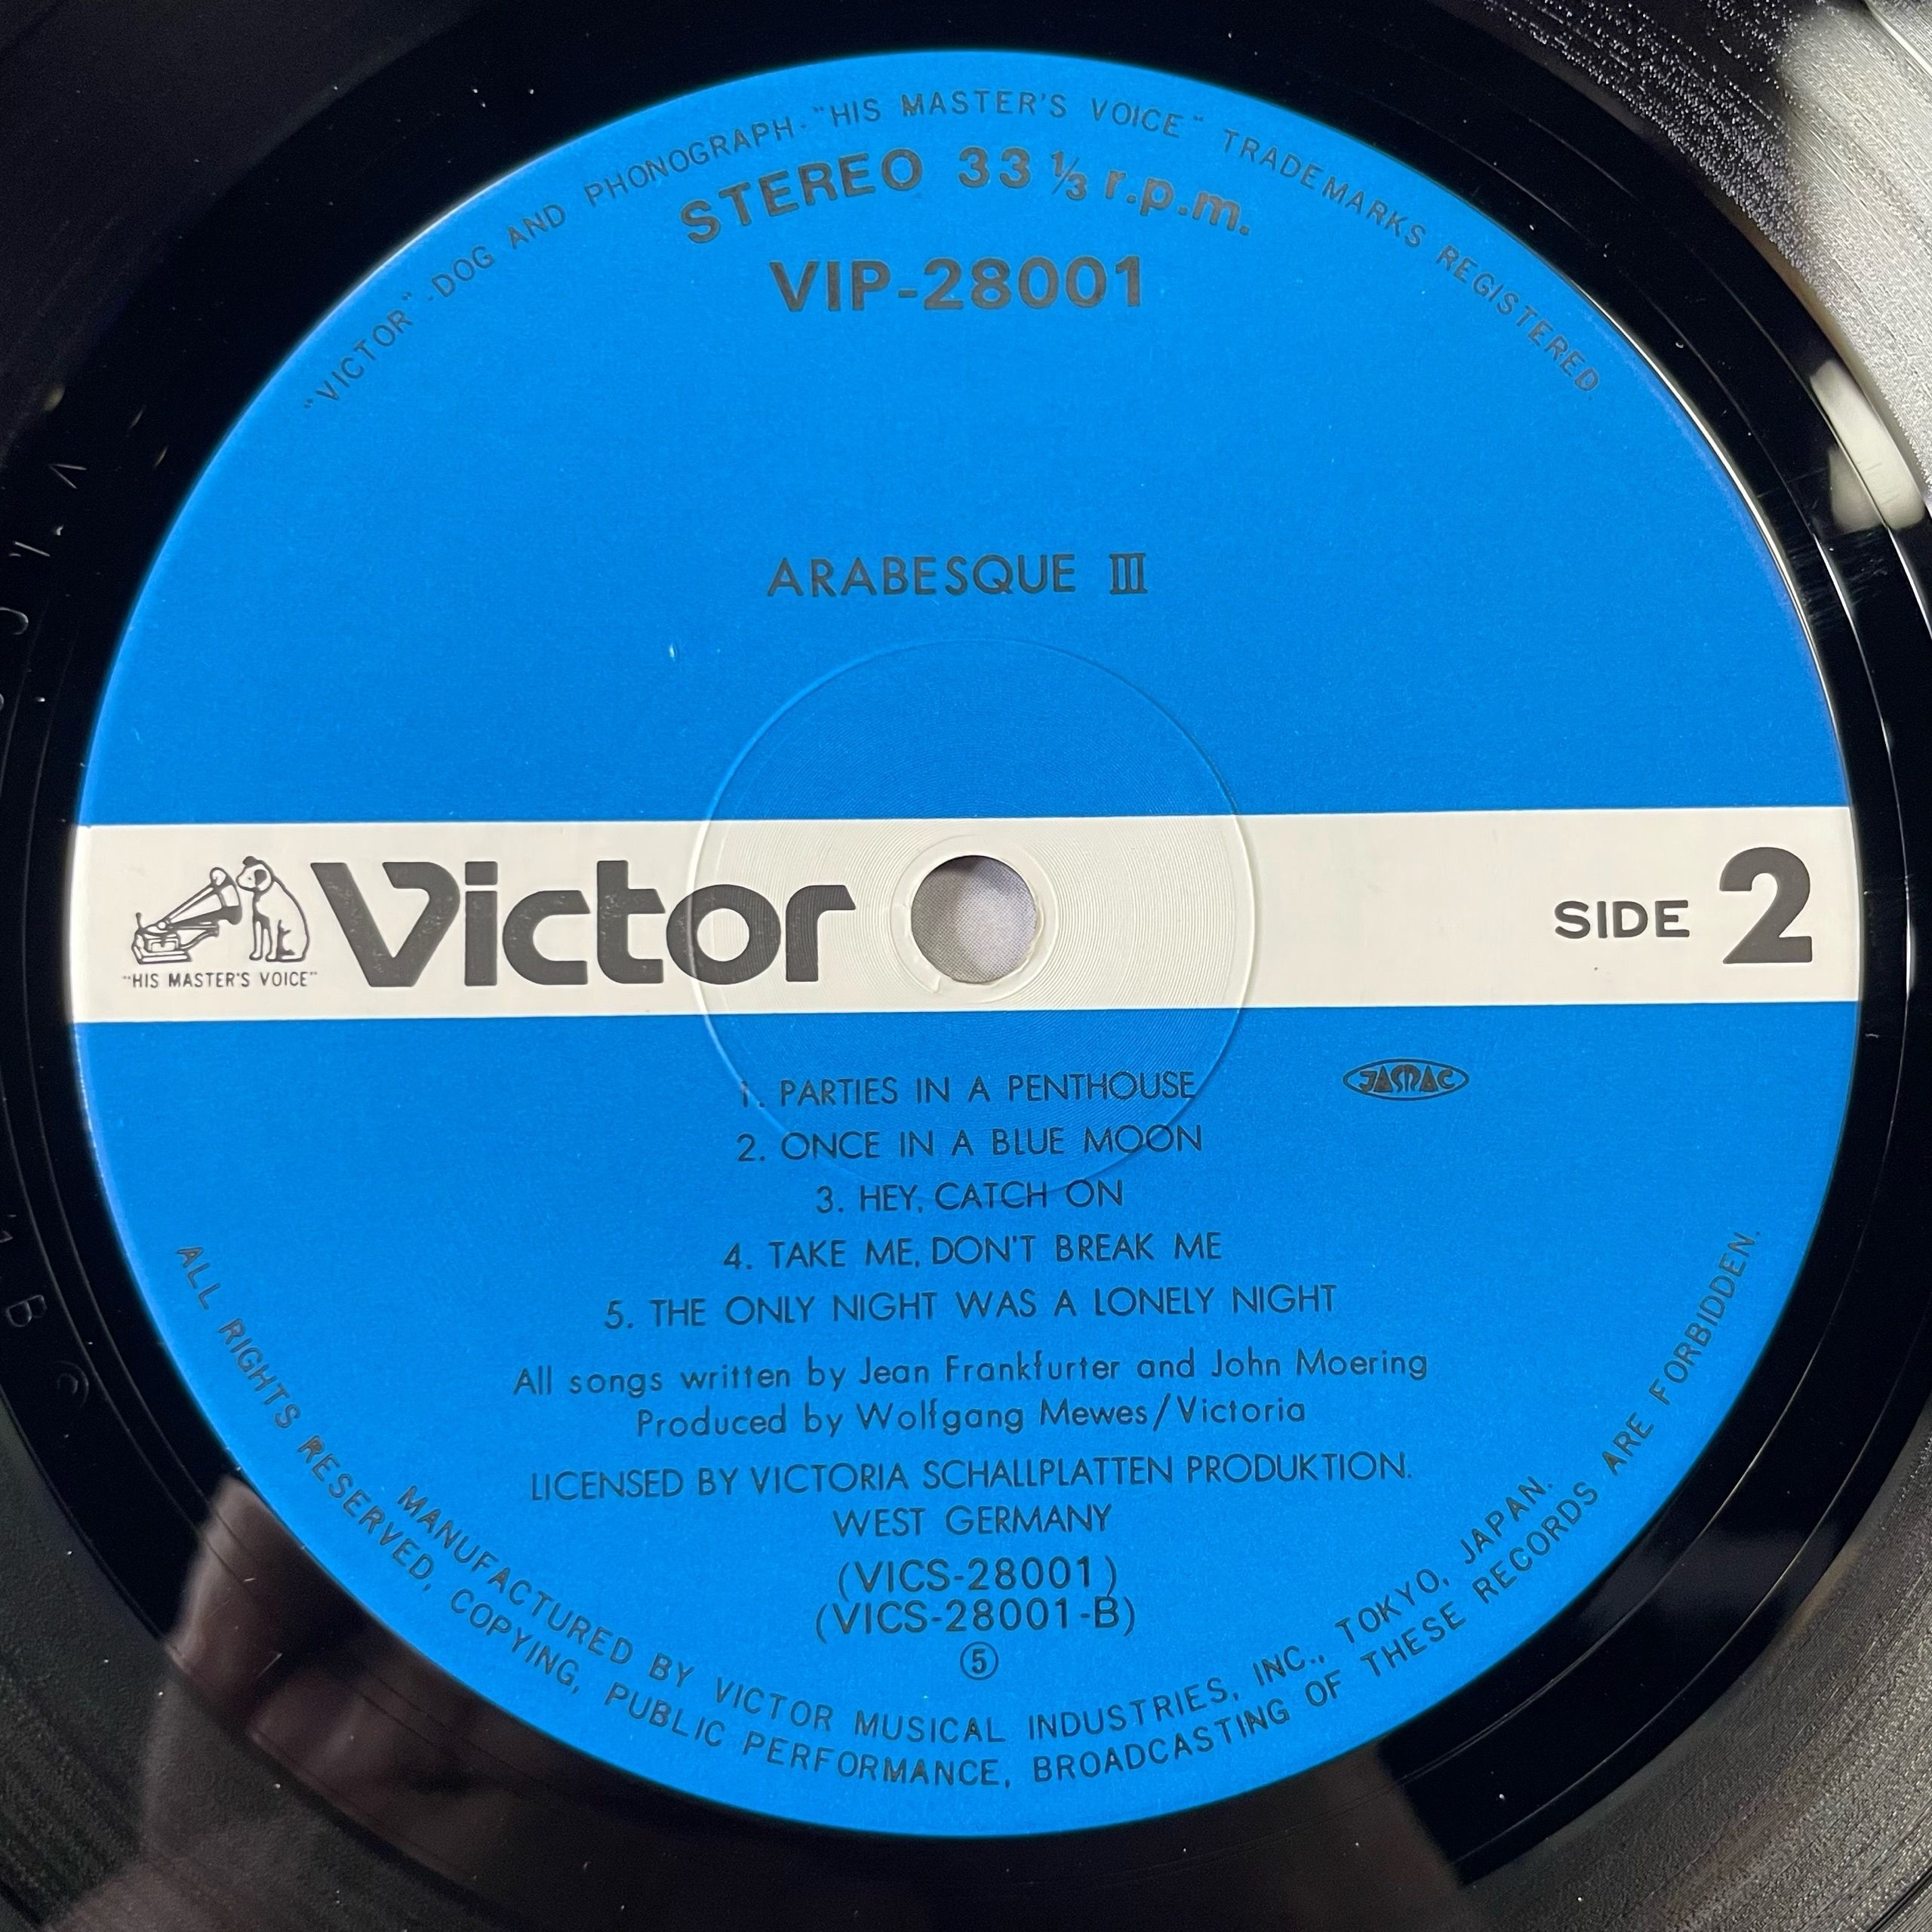 "VICTOR"-DOG AND PHONOGRAPH-"HIS MASTER'S VOICE" TRADEMARKS REGISTERED.
STEREO 33 ⅓ r.p.m.
VIP-28001
ARABESQUE III
"HIS MASTER'S VOICE"
Victor
SIDE 2
JASRAC
1. PARTIES IN A PENTHOUSE
2. ONCE IN A BLUE MOON
3. HEY, CATCH ON
4. TAKE ME, DON'T BREAK ME
5. THE ONLY NIGHT WAS A LONELY NIGHT
All songs written by Jean Frankfurter and John Moering
Produced by Wolfgang Mewes/Victoria
LICENSED BY VICTORIA SCHALLPLATTEN PRODUKTION.
WEST GERMANY
(VICS-28001)
(VICS-28001-B)
⑤
MANUFACTURED BY VICTOR MUSICAL INDUSTRIES, INC., TOKYO, JAPAN.
ALL RIGHTS RESERVED, COPYING, PUBLIC PERFORMANCE, BROADCASTING OF THESE RECORDS ARE FORBIDDEN.